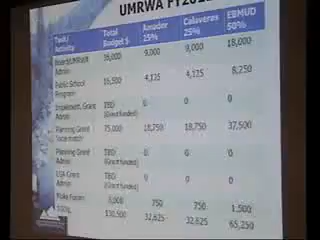 UMRWA FY20
Task/ Total Amador Calaveras EBMUD
Activity Budget $ 25% 25% 50%
Board/UMRWA 36,000 9,000 9,000 18,000
Admin
Public School 16,500 4,125 4,125 8,250
Program
Implement. Grant TBD 0 0 0
Admin (Grant funded)
Planning Grant 75,000 18,750 18,750 37,500
Planning Grant TBD 0 0 0
Admin (Grant funded)
Grant TBD 0 0 0
Admin (Grant funded)
Moke Forum 3,000 750 750 1,500
TOTAL 130,500 32,625 32,625 65,250